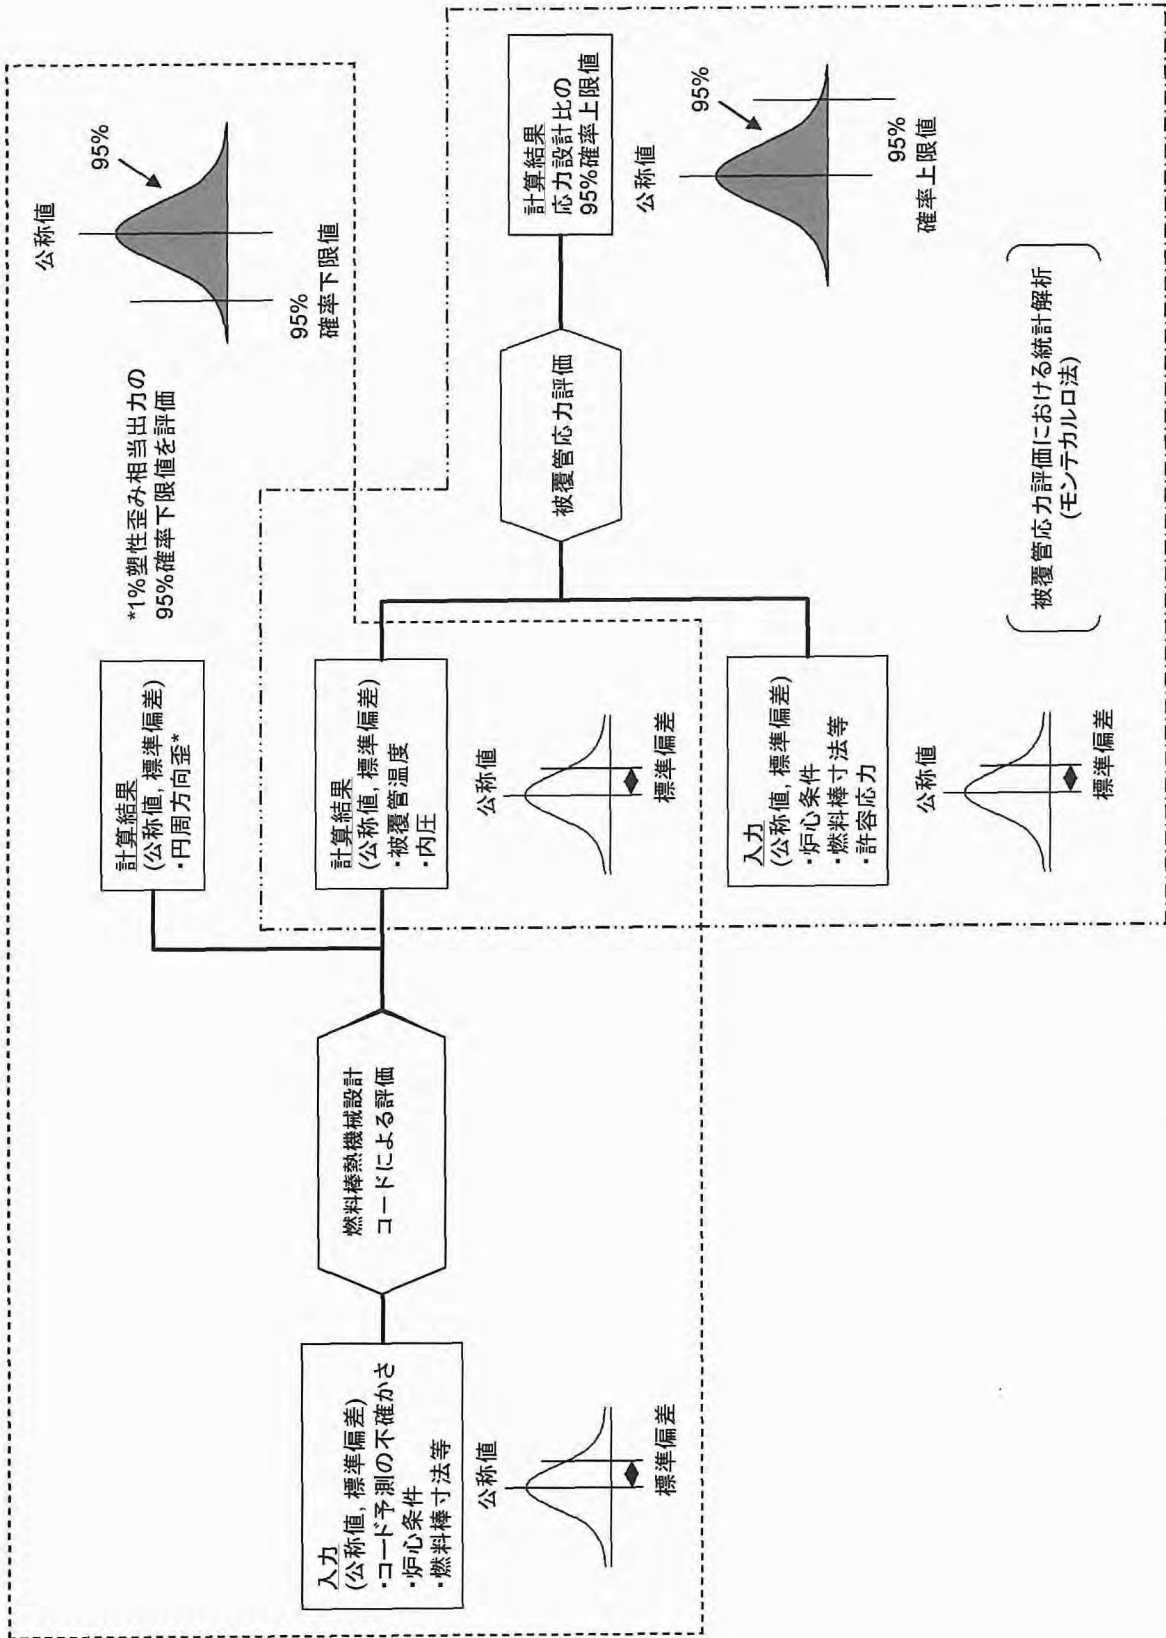 入力
(公称値, 標準偏差)
・コード予測の不確かさ
・炉心条件
・燃料棒寸法等
公称値
標準偏差
燃料棒熱機械設計
コードによる評価
計算結果
(公称値, 標準偏差)
・円周方向歪*
*1%塑性歪み相当出力の
95%確率下限値を評価
公称値
95%
95%
確率下限値
計算結果
(公称値, 標準偏差)
・被覆管温度
・内圧
公称値
標準偏差
入力
(公称値, 標準偏差)
・炉心条件
・燃料棒寸法等
・許容応力
公称値
標準偏差
被覆管応力評価
計算結果
応力設計比の
95%確率上限値
公称値
95%
95%
確率上限値
被覆管応力評価における統計解析
(モンテカルロ法)